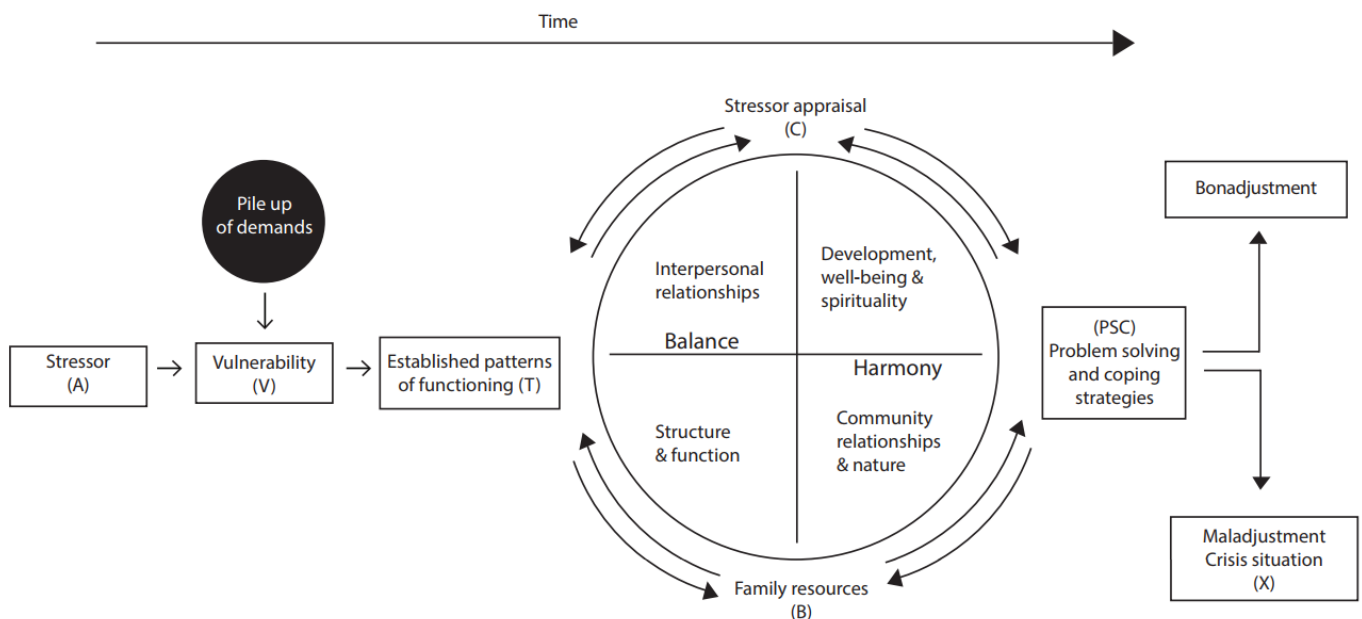 Time
Stressor appraisal
(C)
Pile up
of demands
Bonadjustment
Interpersonal
relationships
Development,
well-being &
spirituality
Balance
Harmony
Stressor
(A)
Vulnerability
(V)
Established patterns
of functioning (T)
(PSC)
Problem solving
and coping
strategies
Structure
& function
Community
relationships
& nature
Maladjustment
Crisis situation
(X)
Family resources
(B)